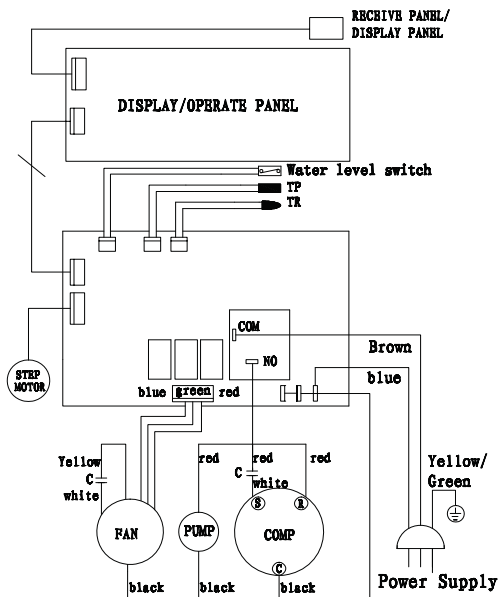 RECEIVE PANEL/
DISPLAY PANEL
DISPLAY/OPERATE PANEL
Water level switch
TP
TR
COM
NO
Brown
blue
STEP
MOTOR
blue green red
Yellow
C
white
red
red
C
white
red
Yellow/
Green
S
R
FAN
PUMP
COMP
C
black
black
black
Power Supply